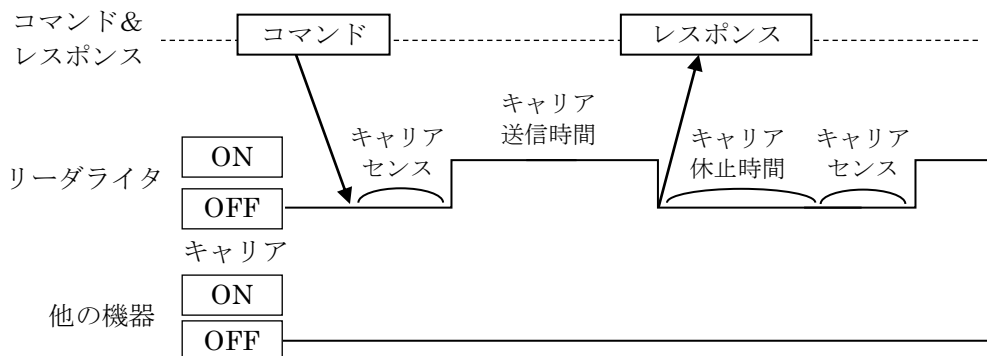 コマンド&
レスポンス
コマンド
レスポンス
キャリア
送信時間
キャリア
センス
キャリア
休止時間
キャリア
センス
リーダライタ
ON
OFF
キャリア
他の機器
ON
OFF